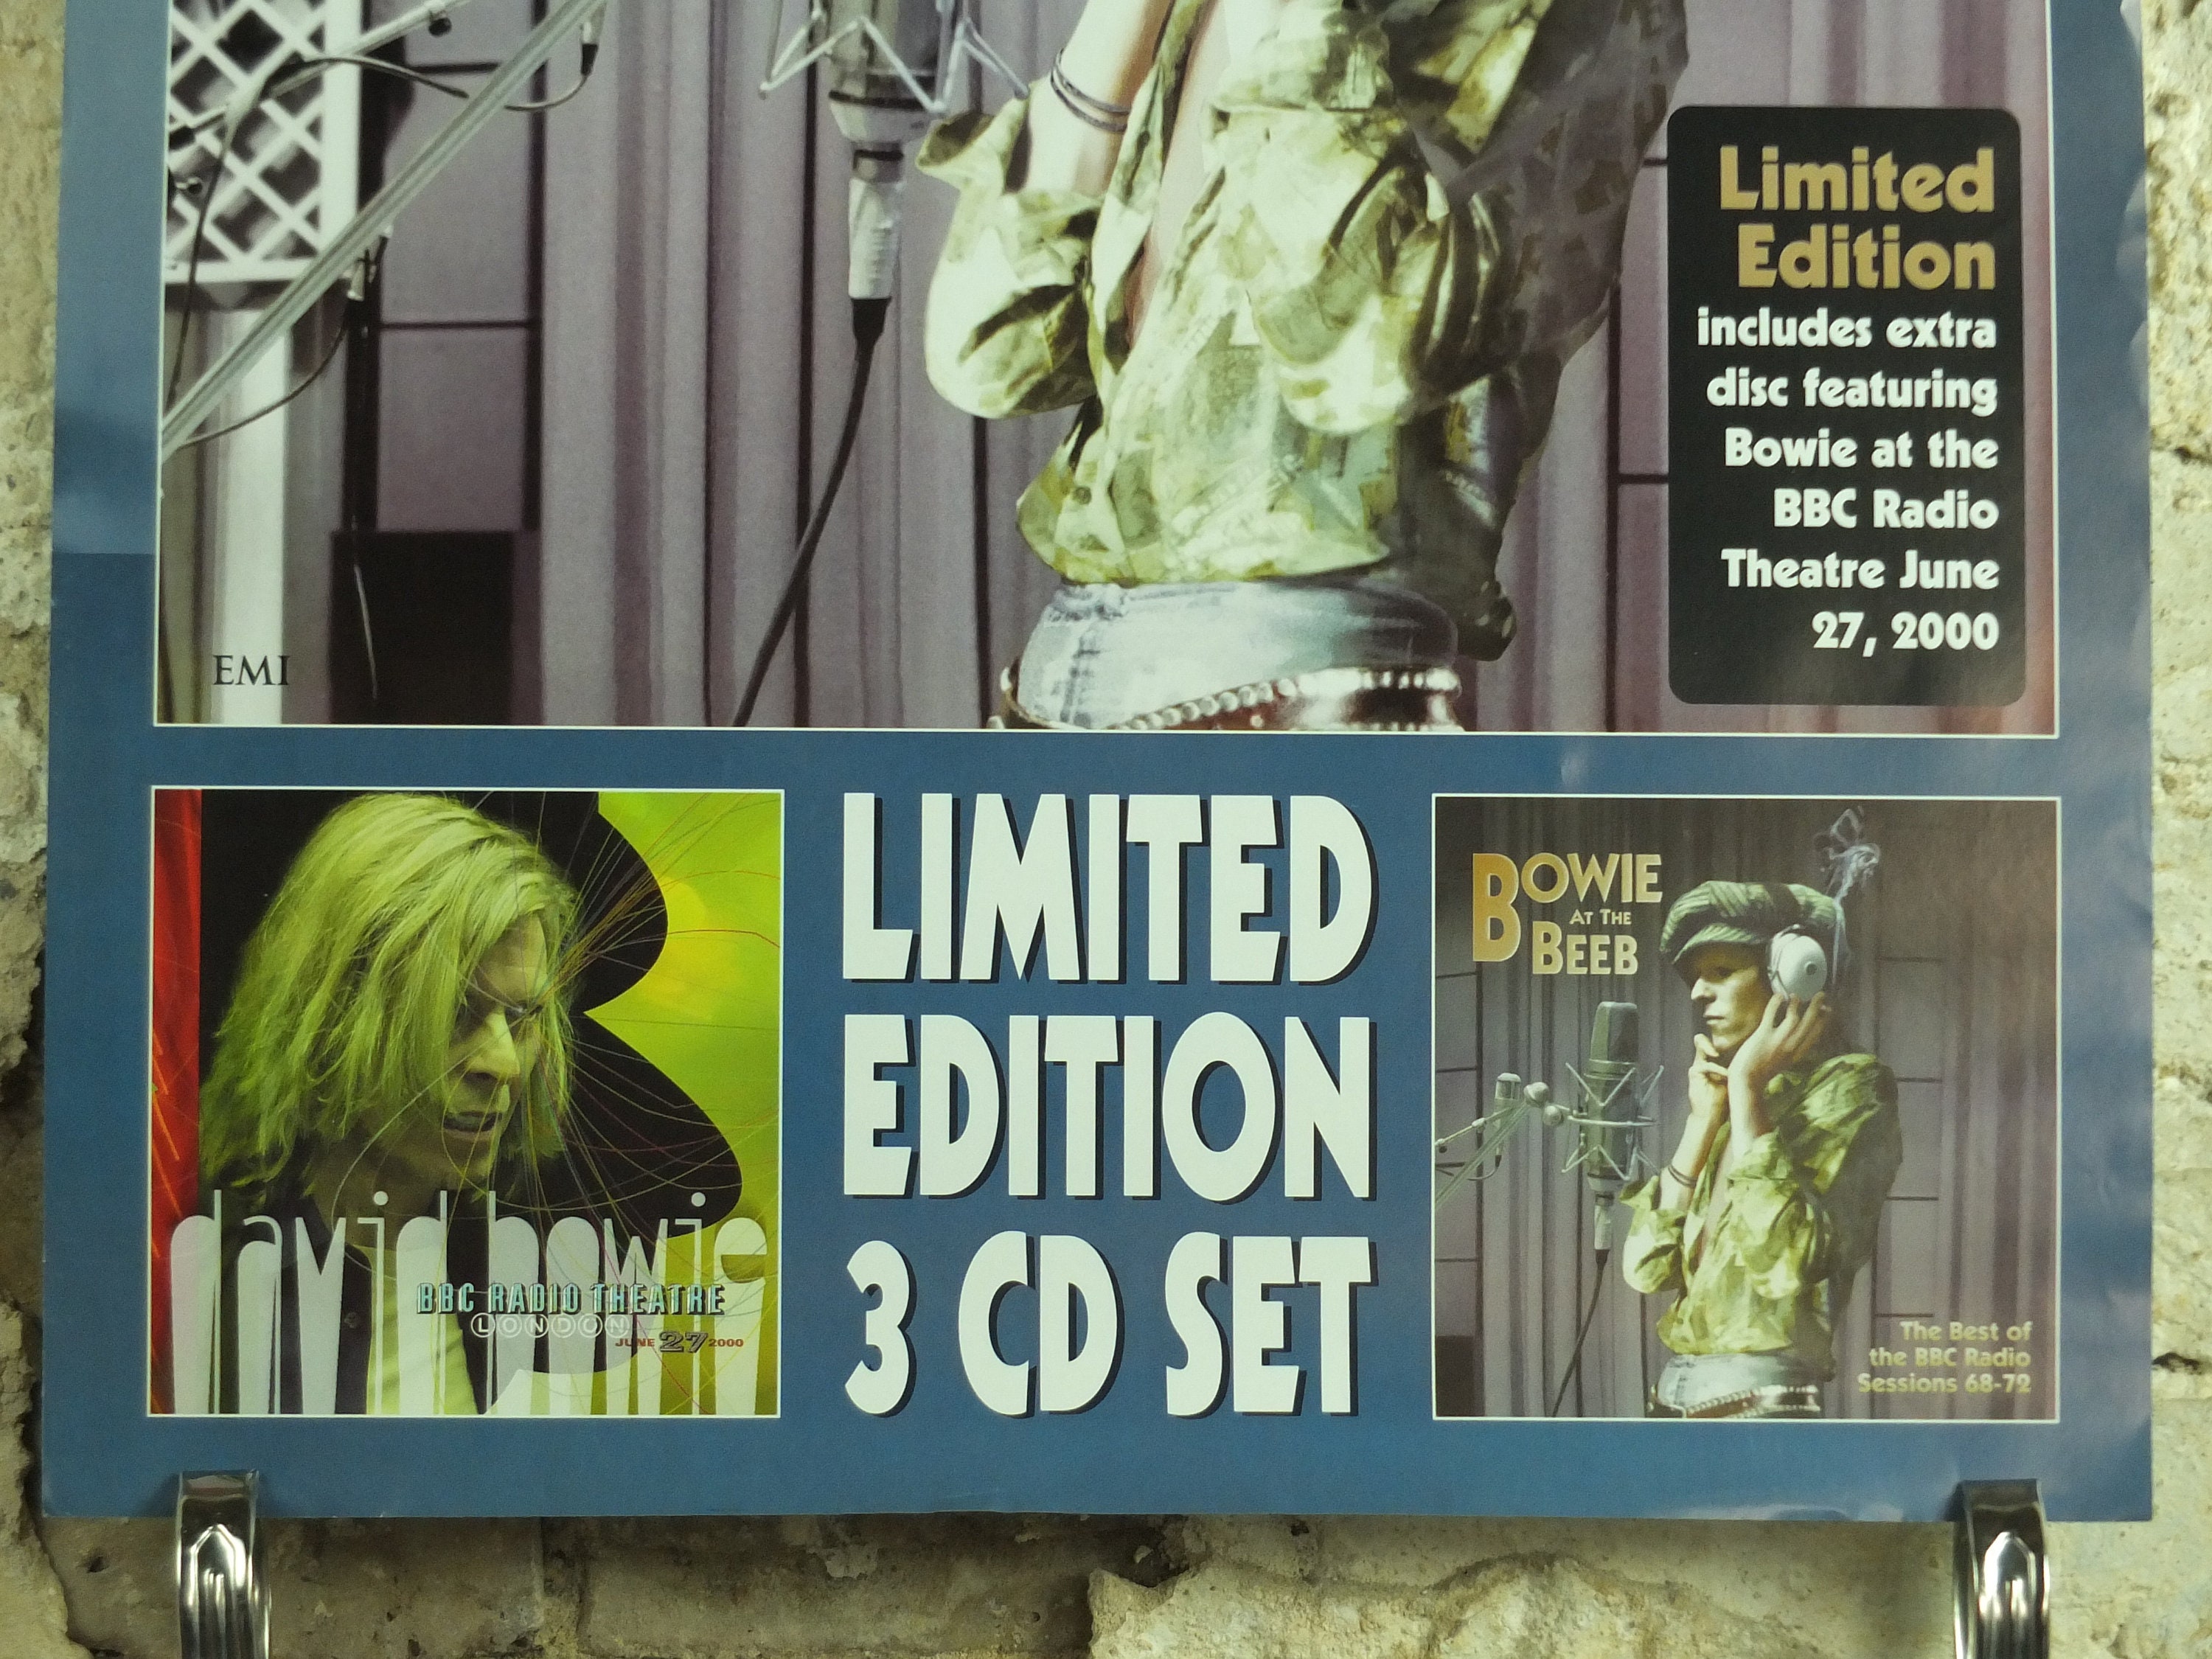 Limited
Edition
includes extra
disc featuring
Bowie at the
BBC Radio
Theatre June
27, 2000
EMI
david bowie
BBC RADIO THEATRE
LONDON
JUNE 27 2000
LIMITED
EDITION
3 CD SET
BOWIE
AT THE
BEEB
The Best of
the BBC Radio
Sessions 68-72